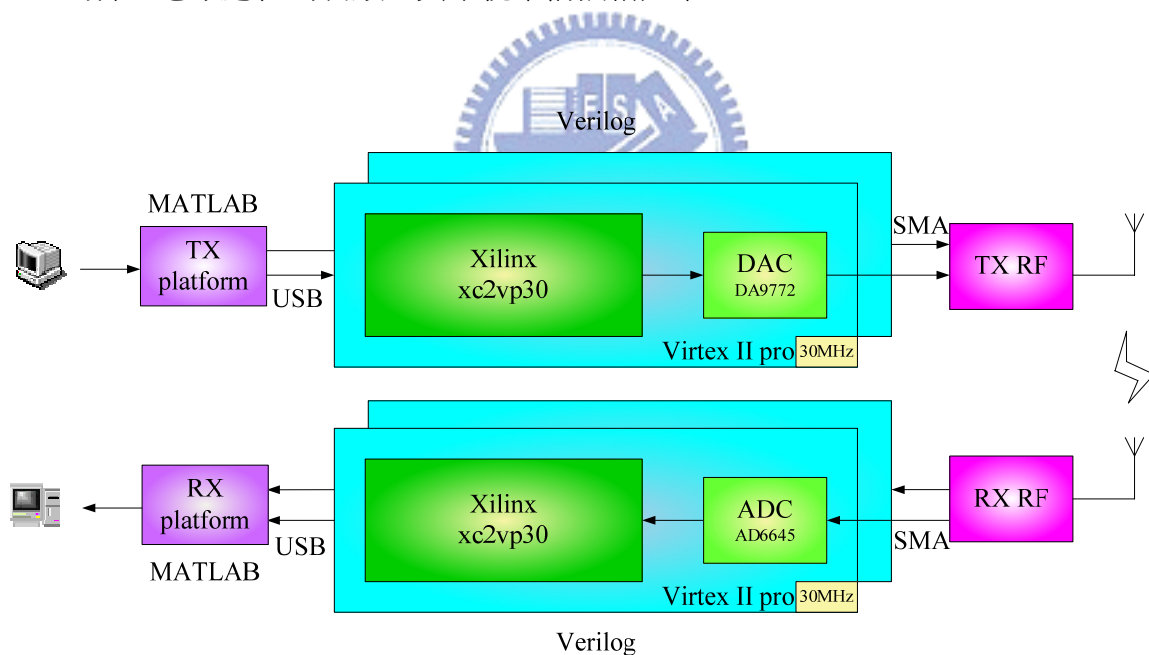 Verilog
MATLAB
TX
platform
USB
Xilinx
xc2vp30
DAC
DA9772
Virtex II pro
30MHz
SMA
TX RF
RX
platform
MATLAB
USB
Xilinx
xc2vp30
ADC
AD6645
Virtex II pro
30MHz
SMA
RX RF
Verilog